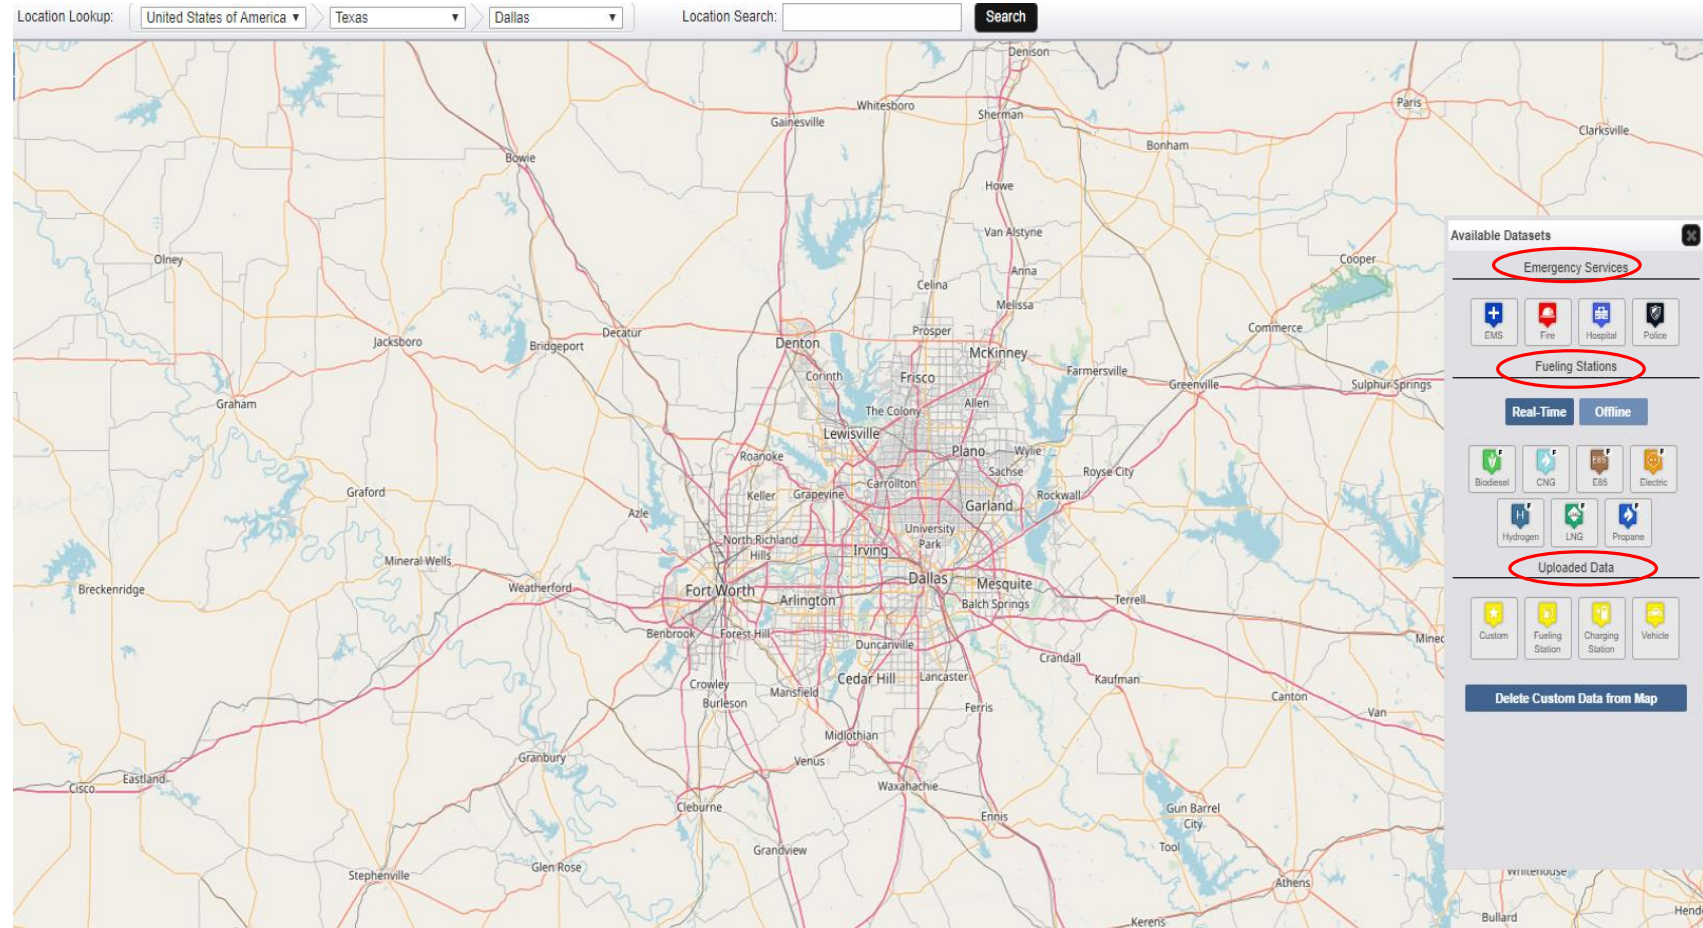 Location Lookup: United States of America Texas Dallas Location Search: Search
Denison
Whitesboro
Paris
Sherman
Gainesville
Clarksville
Bonham
Bowie
Howe
Van Alstyne
Available Datasets
Olney
Cooper
Emergency Services
Anna
Celina
Melissa
EMS Fire Hospital Police
Commerce
Prosper
Decatur
Jacksboro
Bridgeport
Denton
McKinney
Fueling Stations
Farmersville
Corinth
Frisco
Greenville
Sulphur Springs
Graham
Allen
The Colony
Real-Time Offline
Lewisville
Plano
Wylie
Roanoke
Sachse
Royse City
Carrollton
Biodiesel CNG E85 E85 Electric
Graford
Keller
Grapevine
Rockwall
Garland
Azle
University
Park
North Richland
Hills
Irving
H
Hydrogen LNG Propane
Mineral Wells
Uploaded Data
Breckenridge
Weatherford
Fort Worth
Dallas
Mesquite
Arlington
Balch Springs
Terrell
Benbrook
Forest Hill
Minec
Custom Fueling Station Charging Station Vehicle
Duncanville
Crandall
Cedar Hill
Lancaster
Kaufman
Crowley
Mansfield
Canton
Burleson
Ferris
Van
Delete Custom Data from Map
Midlothian
Granbury
Venus
Eastland
Cisco
Waxahachie
Cleburne
Gun Barrel
City
Ennis
Tool
Grandview
Glen Rose
Stephenville
Athens
Whitehouse
Hend
Bullard
Kerens